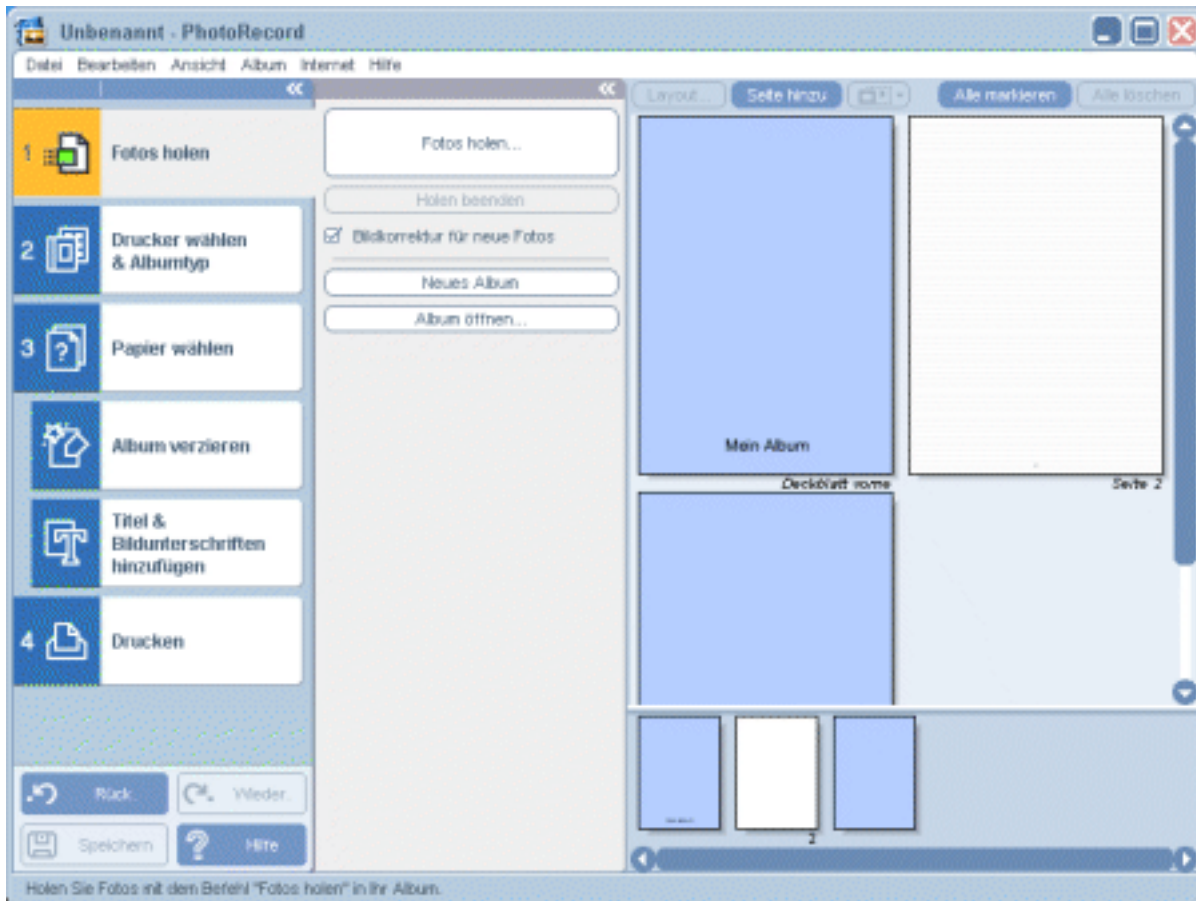 Unbenannt - PhotoRecord
Datei Bearbeiten Ansicht Album Internet Hilfe
Layout... Seite hinzu Alle markieren Alle löschen
1 Fotos holen
2 Drucker wählen
& Albumtyp
3 Papier wählen
Album verzieren
Titel &
Bildunterschriften
hinzufügen
4 Drucken
Rück. Wieder.
Speichern Hilfe
Fotos holen...
Holen beenden
Bildkorrektur für neue Fotos
Neues Album
Album öffnen...
Mein Album
Deckblatt vorne
Seite 2
2
Holen Sie Fotos mit dem Befehl "Fotos holen" in Ihr Album.